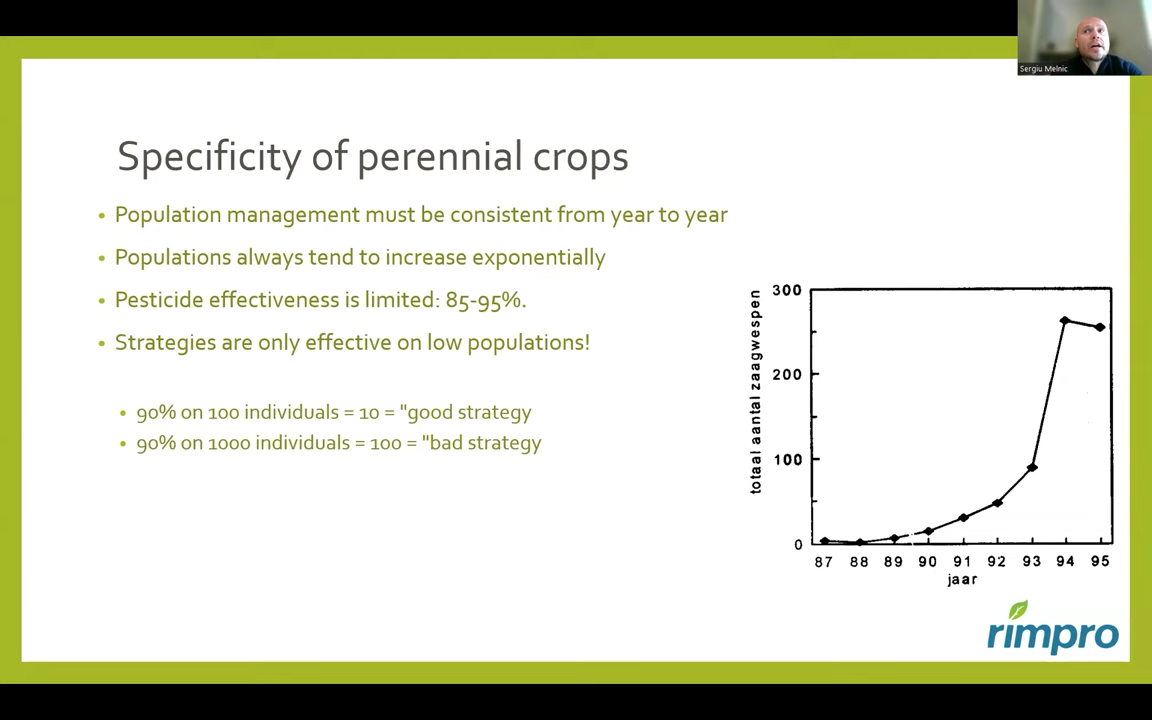 Sergiu Melnic
Specificity of perennial crops
• Population management must be consistent from year to year
• Populations always tend to increase exponentially
• Pesticide effectiveness is limited: 85-95%.
• Strategies are only effective on low populations!
• 90% on 100 individuals = 10 = "good strategy
• 90% on 1000 individuals = 100 = "bad strategy
totaal aantal zaagwespen
300
200
100
0
87 88 89 90 91 92 93 94 95
jaar
rimpro